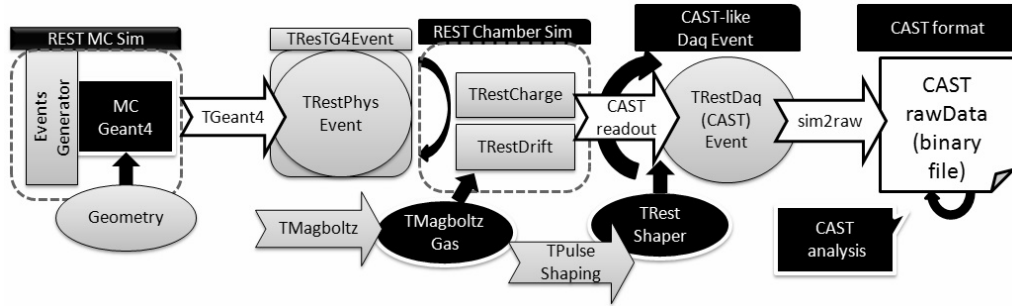 REST MC Sim
Events
Generator
MC
Geant4
Geometry
TGeant4
TResTG4Event
TRestPhys
Event
REST Chamber Sim
TRestCharge
TRestDrift
TMagboltz
TMagboltz
Gas
TPulse
Shaping
CAST
readout
TRest
Shaper
CAST-like
Daq Event
TRestDaq
(CAST)
Event
sim2raw
CAST format
CAST
rawData
(binary
file)
CAST
analysis